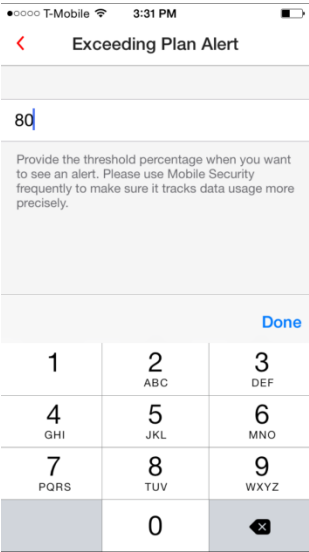 T-Mobile 3:31 PM
Exceeding Plan Alert
80
Provide the threshold percentage when you want
to see an alert. Please use Mobile Security
frequently to make sure it tracks data usage more
precisely.
Done
1 2 3
ABC DEF
4 5 6
GHI JKL MNO
7 8 9
PQRS TUV WXYZ
0